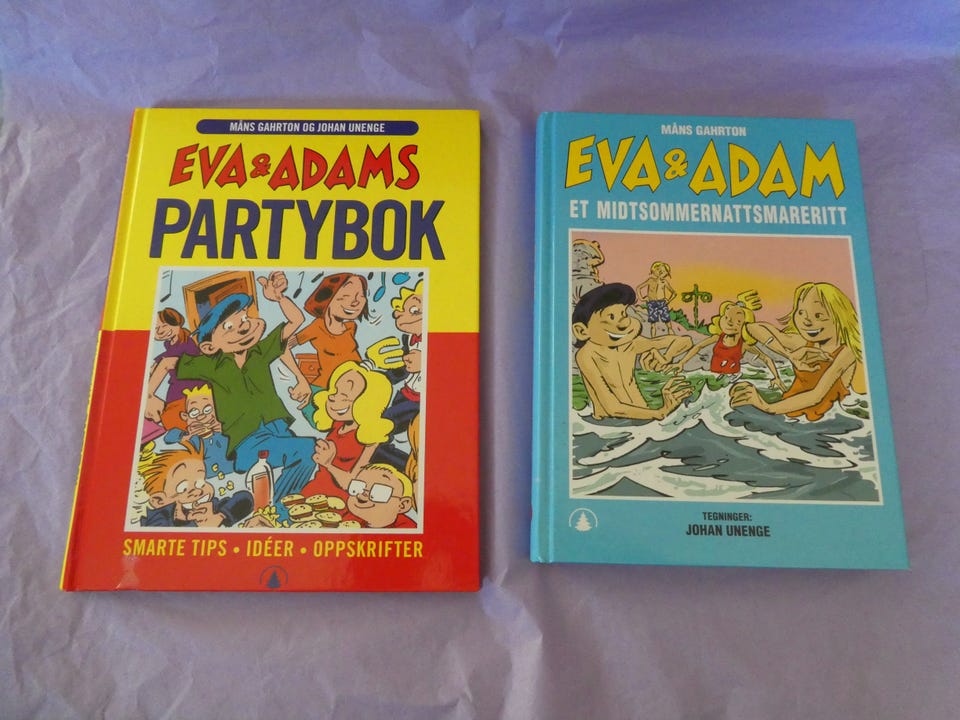 MÅNS GAHRTON OG JOHAN UNENGE
EVA & ADAMS
PARTYBOK
SMARTE TIPS • IDÉER • OPPSKRIFTER
MÅNS GAHRTON
EVA & ADAM
ET MIDTSOMMERNATTSMARERITT
TEGNINGER:
JOHAN UNENGE